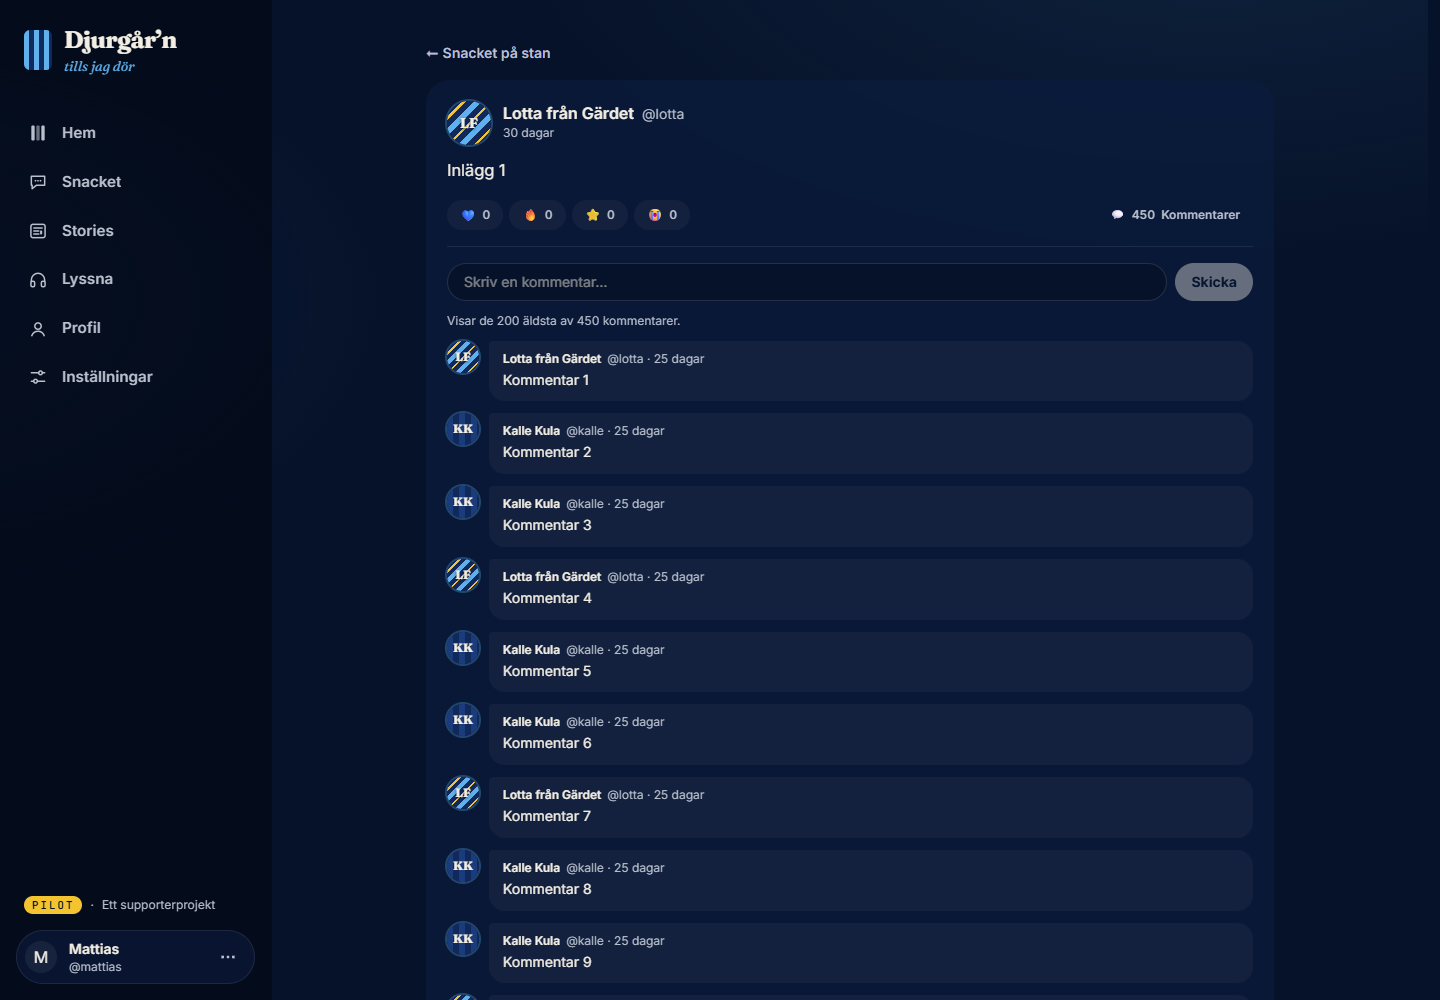 Djurgår’n
tills jag dör
Hem
Snacket
Stories
Lyssna
Profil
Inställningar
PILOT · Ett supporterprojekt
M
Mattias
@mattias
← Snacket på stan
LF
Lotta från Gärdet @lotta
30 dagar
Inlägg 1
💙 0 🔥 0 ⭐ 0 0 💬 450 Kommentarer
Skriv en kommentar...
Skicka
Visar de 200 äldsta av 450 kommentarer.
LF
Lotta från Gärdet @lotta · 25 dagar
Kommentar 1
KK
Kalle Kula @kalle · 25 dagar
Kommentar 2
KK
Kalle Kula @kalle · 25 dagar
Kommentar 3
LF
Lotta från Gärdet @lotta · 25 dagar
Kommentar 4
KK
Kalle Kula @kalle · 25 dagar
Kommentar 5
KK
Kalle Kula @kalle · 25 dagar
Kommentar 6
LF
Lotta från Gärdet @lotta · 25 dagar
Kommentar 7
KK
Kalle Kula @kalle · 25 dagar
Kommentar 8
KK
Kalle Kula @kalle · 25 dagar
Kommentar 9